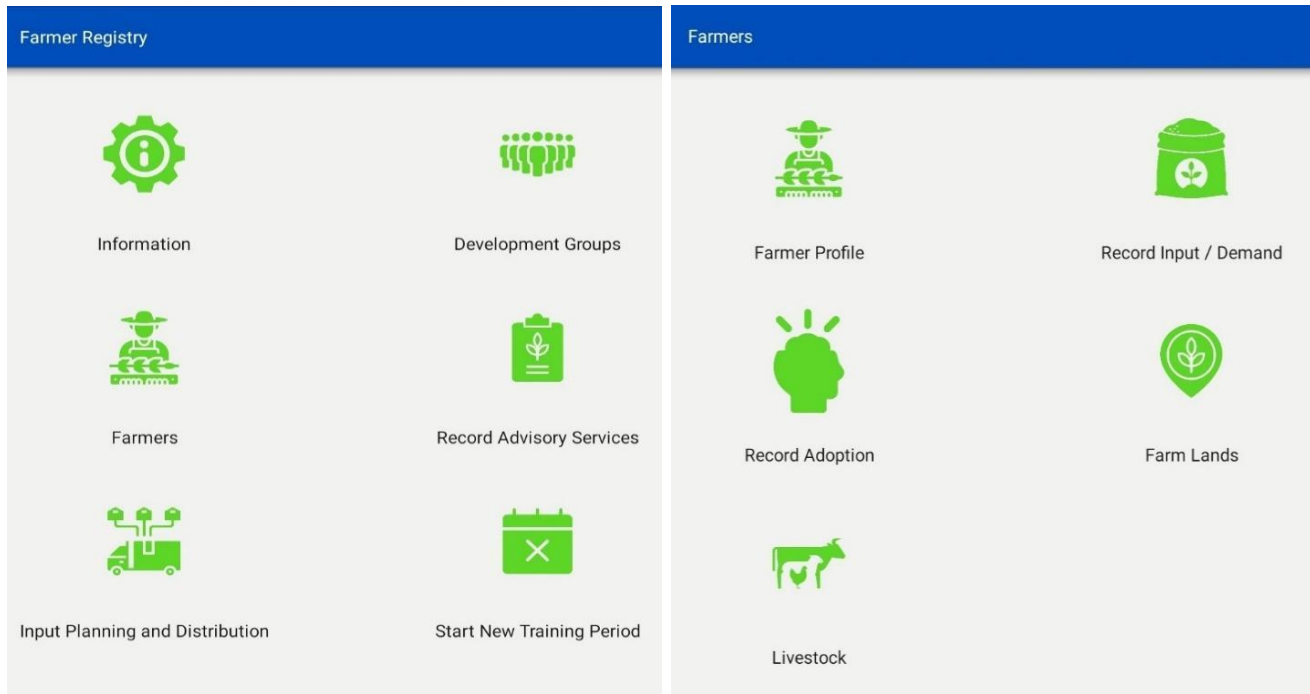 Farmer Registry
Information
Development Groups
Farmers
Record Advisory Services
Input Planning and Distribution
Start New Training Period
Farmers
Farmer Profile
Record Input / Demand
Record Adoption
Farm Lands
Livestock